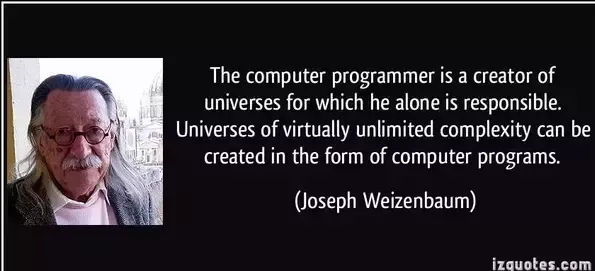 The computer programmer is a creator of
universes for which he alone is responsible.
Universes of virtually unlimited complexity can be
created in the form of computer programs.
(Joseph Weizenbaum)
izquotes.com